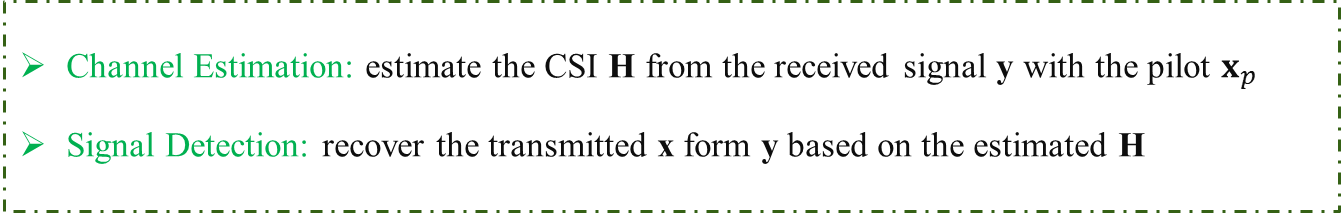 ➢ Channel Estimation: estimate the CSI H from the received signal y with the pilot xₚ
➢ Signal Detection: recover the transmitted x form y based on the estimated H